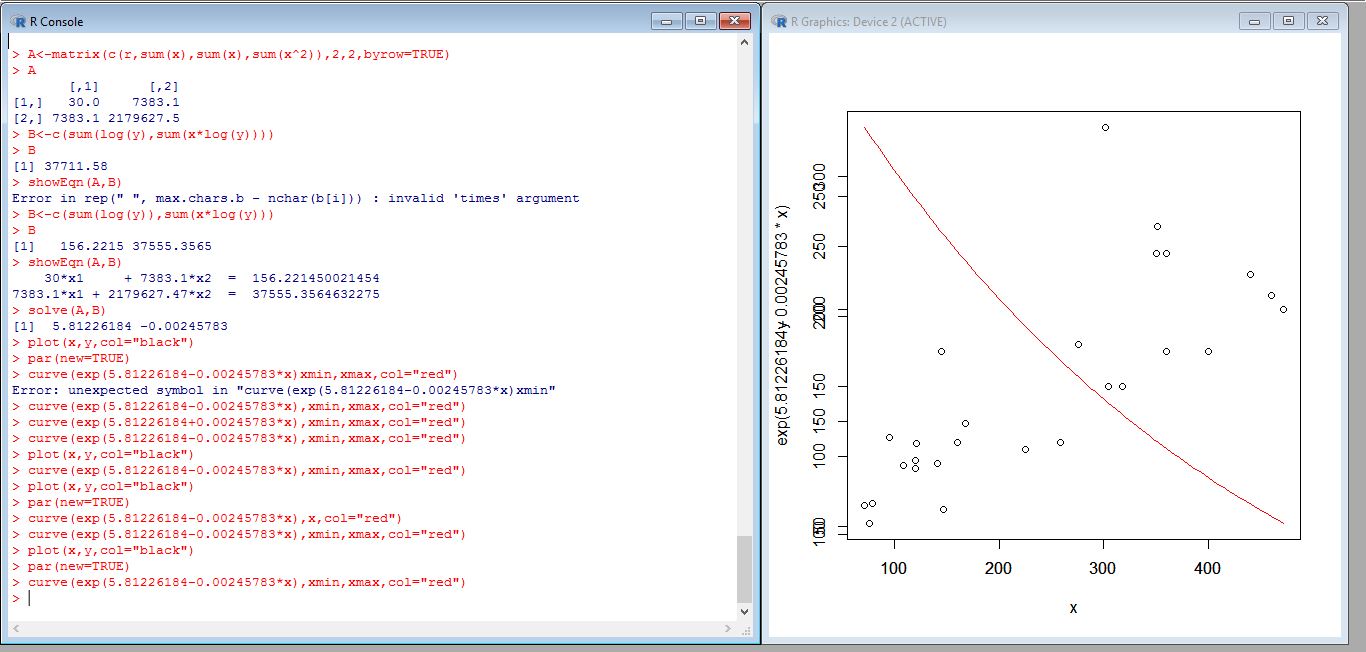 R Console
> A<-matrix(c(r,sum(x),sum(x),sum(x^2)),2,2,byrow=TRUE)
> A
[,1] [,2]
[1,] 30.0 7383.1
[2,] 7383.1 2179627.5
> B<-c(sum(log(y),sum(x*log(y))))
> B
[1] 37711.58
> showEqn(A,B)
Error in rep(" ", max.chars.b - nchar(b[i])) : invalid 'times' argument
> B<-c(sum(log(y)),sum(x*log(y)))
> B
[1] 156.2215 37555.3565
> showEqn(A,B)
30*x1 + 7383.1*x2 = 156.221450021454
7383.1*x1 + 2179627.47*x2 = 37555.3564632275
> solve(A,B)
[1] 5.81226184 -0.00245783
> plot(x,y,col="black")
> par(new=TRUE)
> curve(exp(5.81226184-0.00245783*x)xmin,xmax,col="red")
Error: unexpected symbol in "curve(exp(5.81226184-0.00245783*x)xmin"
> curve(exp(5.81226184-0.00245783*x),xmin,xmax,col="red")
> curve(exp(5.81226184+0.00245783*x),xmin,xmax,col="red")
> curve(exp(5.81226184-0.00245783*x),xmin,xmax,col="red")
> plot(x,y,col="black")
> curve(exp(5.81226184-0.00245783*x),xmin,xmax,col="red")
> plot(x,y,col="black")
> par(new=TRUE)
> curve(exp(5.81226184-0.00245783*x),x,col="red")
> curve(exp(5.81226184-0.00245783*x),xmin,xmax,col="red")
> plot(x,y,col="black")
> par(new=TRUE)
> curve(exp(5.81226184-0.00245783*x),xmin,xmax,col="red")
>
R Graphics: Device 2 (ACTIVE)
exp(5.81226184y 0.00245783 * x)
300
250
250
200
200
150
150
100
100
50
100 200 300 400
x